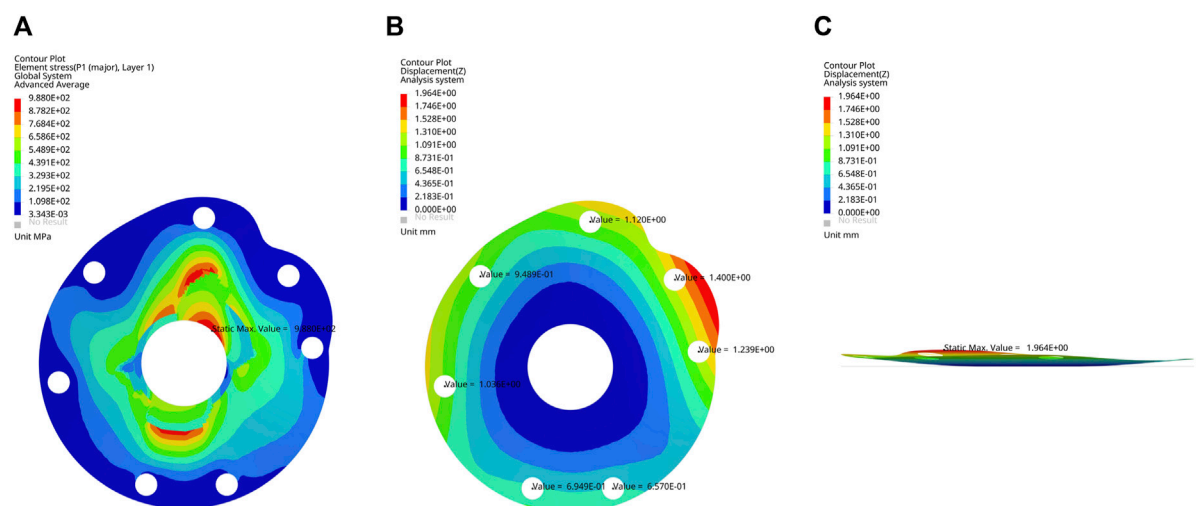 A
Contour Plot
Element stress(P1 (major), Layer 1)
Global System
Advanced Average
9.880E+02
8.782E+02
7.684E+02
6.586E+02
5.489E+02
4.391E+02
3.293E+02
2.195E+02
1.098E+02
3.343E-03
No Result
Unit MPa
Static Max. Value =
B
Contour Plot
Displacement(Z)
Analysis system
1.964E+00
1.746E+00
1.528E+00
1.310E+00
1.091E+00
8.731E-01
6.548E-01
4.365E-01
2.183E-01
0.000E+00
No Result
Unit mm
Value = 1.120E+00
Value = 9.489E-01
Value = 1.400E+00
Value = 1.239E+00
Value =
Value = 6.949E-01
Value = 6.570E-01
C
Contour Plot
Displacement(Z)
Analysis system
1.964E+00
1.746E+00
1.528E+00
1.310E+00
1.091E+00
8.731E-01
6.548E-01
4.365E-01
2.183E-01
0.000E+00
No Result
Unit mm
Static Max. Value = 1.964E+00